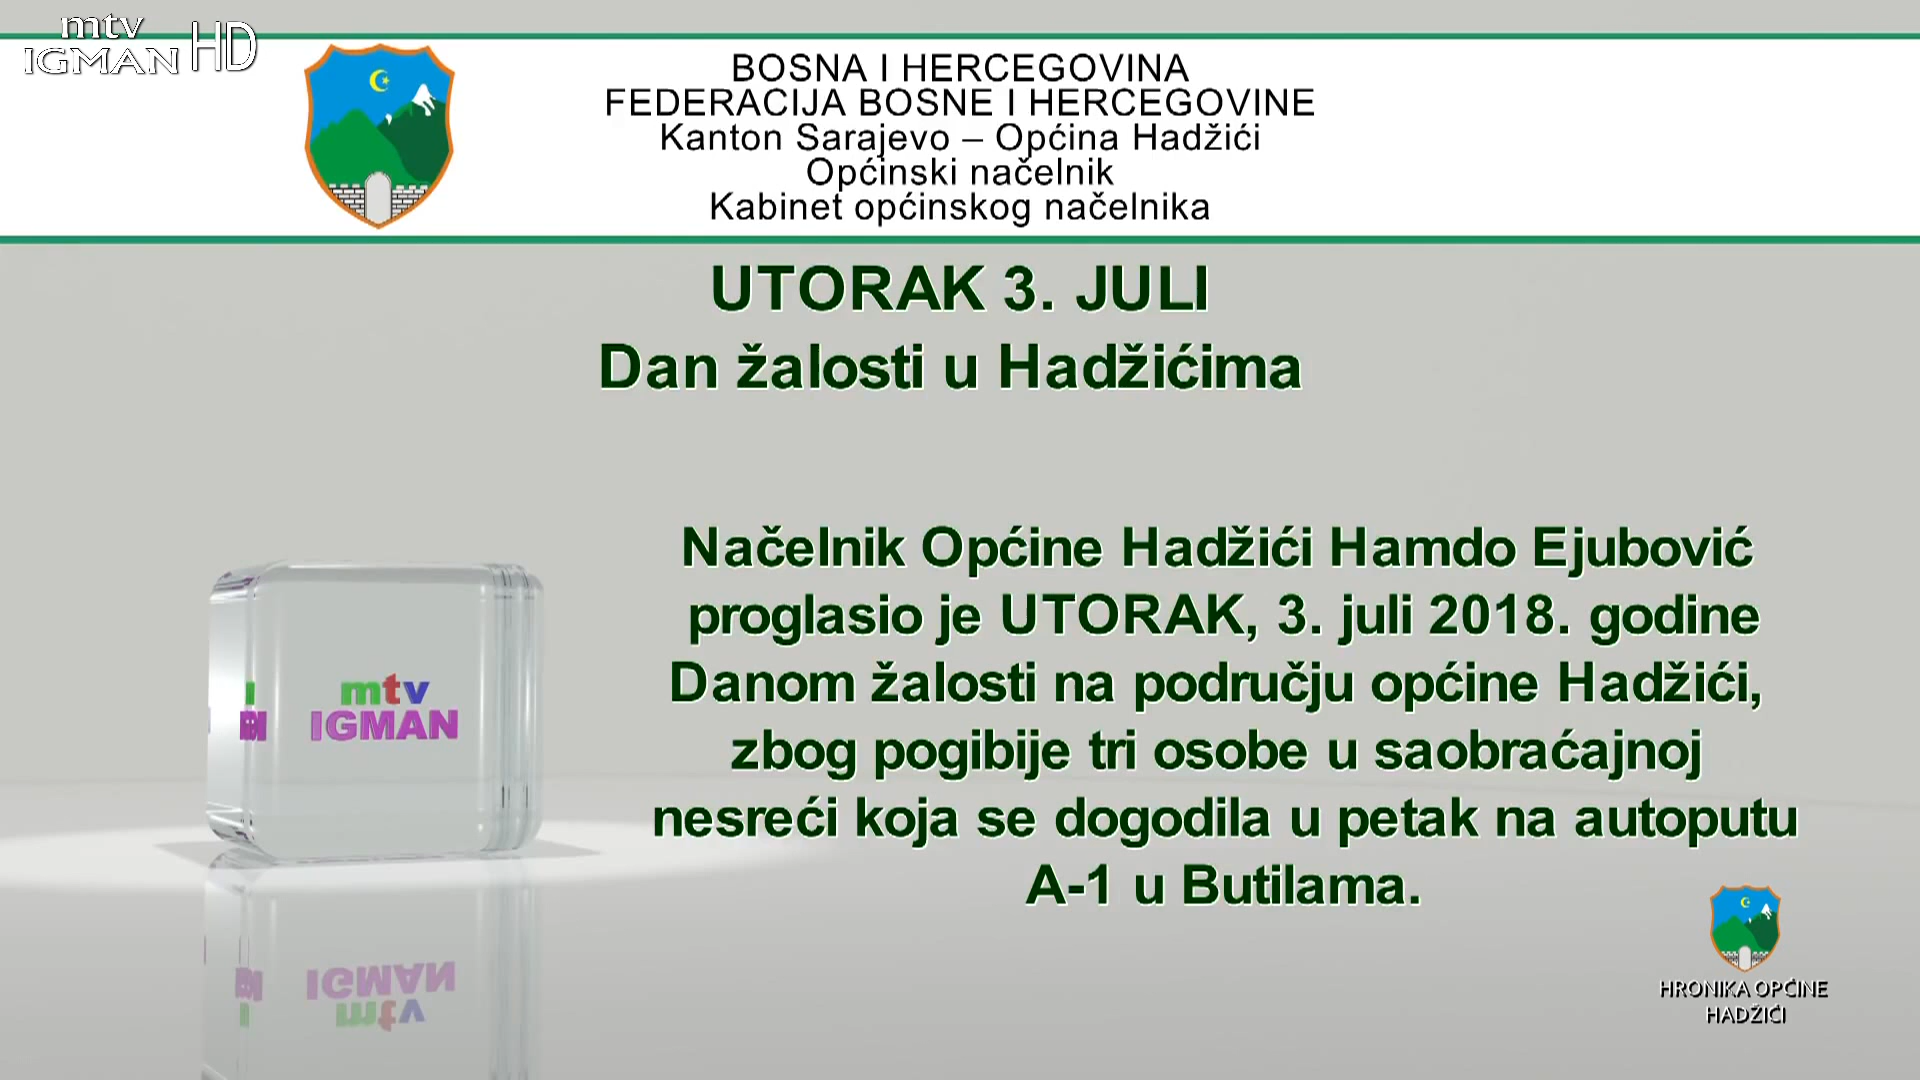 mtv
IGMAN HD
BOSNA I HERCEGOVINA
FEDERACIJA BOSNE I HERCEGOVINE
Kanton Sarajevo – Općina Hadžići
Općinski načelnik
Kabinet općinskog načelnika
UTORAK 3. JULI
Dan žalosti u Hadžićima
Načelnik Općine Hadžići Hamdo Ejubović
proglasio je UTORAK, 3. juli 2018. godine
Danom žalosti na području općine Hadžići,
zbog pogibije tri osobe u saobraćajnoj
nesreći koja se dogodila u petak na autoputu
A-1 u Butilama.
mtv
IGMAN
HRONIKA OPĆINE
HADŽIĆI